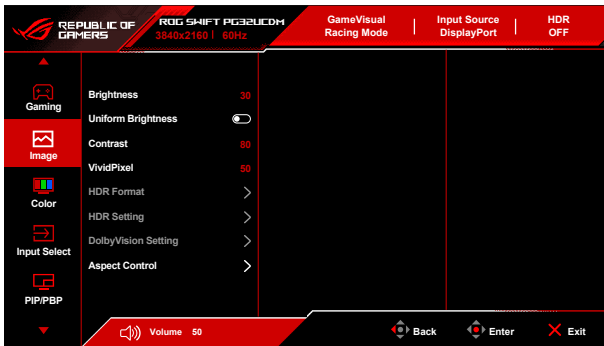 REPUBLIC OF
GAMERS
ROG SWIFT PG32UCDM
3840x2160 | 60Hz
GameVisual
Racing Mode
Input Source
DisplayPort
HDR
OFF
Gaming
Image
Color
Input Select
PIP/PBP
Brightness 30
Uniform Brightness
Contrast 80
VividPixel 50
HDR Format
HDR Setting
DolbyVision Setting
Aspect Control
Volume 50
Back
Enter
Exit